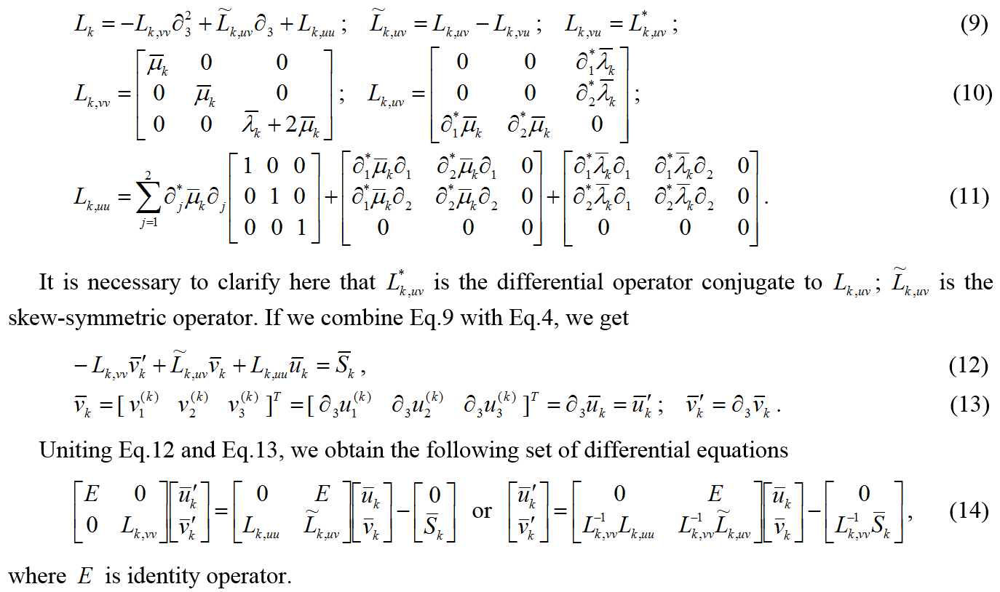 $L_k = -L_{k,vv}\partial_3^2 + \widetilde{L}_{k,uv}\partial_3 + L_{k,uu}\,;\quad \widetilde{L}_{k,uv} = L_{k,uv} - L_{k,vu}\,;\quad L_{k,vu} = L_{k,uv}^*\,;$ (9)
$L_{k,vv} = \begin{bmatrix} \overline{\mu}_k & 0 & 0 \\ 0 & \overline{\mu}_k & 0 \\ 0 & 0 & \overline{\lambda}_k + 2\overline{\mu}_k \end{bmatrix};\quad L_{k,uv} = \begin{bmatrix} 0 & 0 & \partial_1^*\overline{\lambda}_k \\ 0 & 0 & \partial_2^*\overline{\lambda}_k \\ \partial_1^*\overline{\mu}_k & \partial_2^*\overline{\mu}_k & 0 \end{bmatrix};$ (10)
$L_{k,uu} = \sum_{j=1}^{2} \partial_j^*\overline{\mu}_k\partial_j \begin{bmatrix} 1 & 0 & 0 \\ 0 & 1 & 0 \\ 0 & 0 & 1 \end{bmatrix} + \begin{bmatrix} \partial_1^*\overline{\mu}_k\partial_1 & \partial_2^*\overline{\mu}_k\partial_1 & 0 \\ \partial_1^*\overline{\mu}_k\partial_2 & \partial_2^*\overline{\mu}_k\partial_2 & 0 \\ 0 & 0 & 0 \end{bmatrix} + \begin{bmatrix} \partial_1^*\overline{\lambda}_k\partial_1 & \partial_1^*\overline{\lambda}_k\partial_2 & 0 \\ \partial_2^*\overline{\lambda}_k\partial_1 & \partial_2^*\overline{\lambda}_k\partial_2 & 0 \\ 0 & 0 & 0 \end{bmatrix}.$ (11)
It is necessary to clarify here that $L_{k,uv}^*$ is the differential operator conjugate to $L_{k,uv}$; $\widetilde{L}_{k,uv}$ is the
skew-symmetric operator. If we combine Eq.9 with Eq.4, we get
$-L_{k,vv}\overline{v}_k' + \widetilde{L}_{k,uv}\overline{v}_k + L_{k,uu}\overline{u}_k = \overline{S}_k\,,$ (12)
$\overline{v}_k = [\, v_1^{(k)} \quad v_2^{(k)} \quad v_3^{(k)} \,]^T = [\, \partial_3 u_1^{(k)} \quad \partial_3 u_2^{(k)} \quad \partial_3 u_3^{(k)} \,]^T = \partial_3\overline{u}_k = \overline{u}_k'\,;\quad \overline{v}_k' = \partial_3\overline{v}_k\,.$ (13)
Uniting Eq.12 and Eq.13, we obtain the following set of differential equations
$\begin{bmatrix} E & 0 \\ 0 & L_{k,vv} \end{bmatrix}\begin{bmatrix} \overline{u}_k' \\ \overline{v}_k' \end{bmatrix} = \begin{bmatrix} 0 & E \\ L_{k,uu} & \widetilde{L}_{k,uv} \end{bmatrix}\begin{bmatrix} \overline{u}_k \\ \overline{v}_k \end{bmatrix} - \begin{bmatrix} 0 \\ \overline{S}_k \end{bmatrix}$ or $\begin{bmatrix} \overline{u}_k' \\ \overline{v}_k' \end{bmatrix} = \begin{bmatrix} 0 & E \\ L_{k,vv}^{-1}L_{k,uu} & L_{k,vv}^{-1}\widetilde{L}_{k,uv} \end{bmatrix}\begin{bmatrix} \overline{u}_k \\ \overline{v}_k \end{bmatrix} - \begin{bmatrix} 0 \\ L_{k,vv}^{-1}\overline{S}_k \end{bmatrix},$ (14)
where $E$ is identity operator.